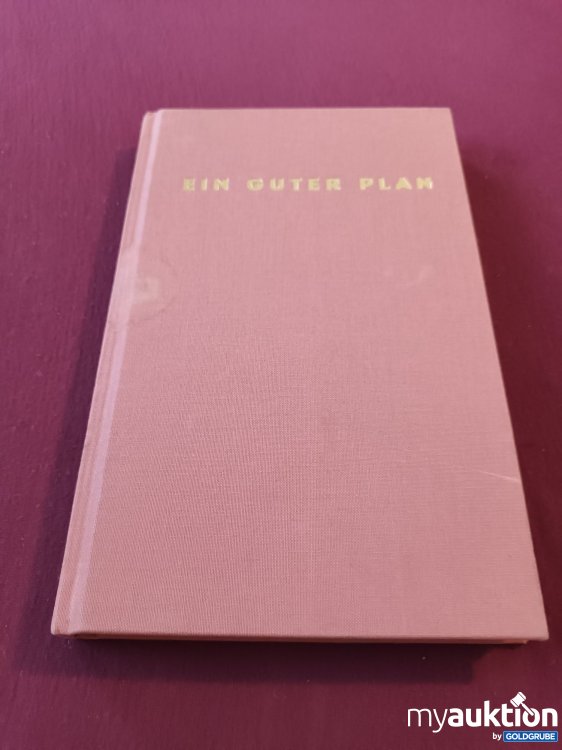 EIN GUTER PLAN
myauktion
by GOLDGRUBE